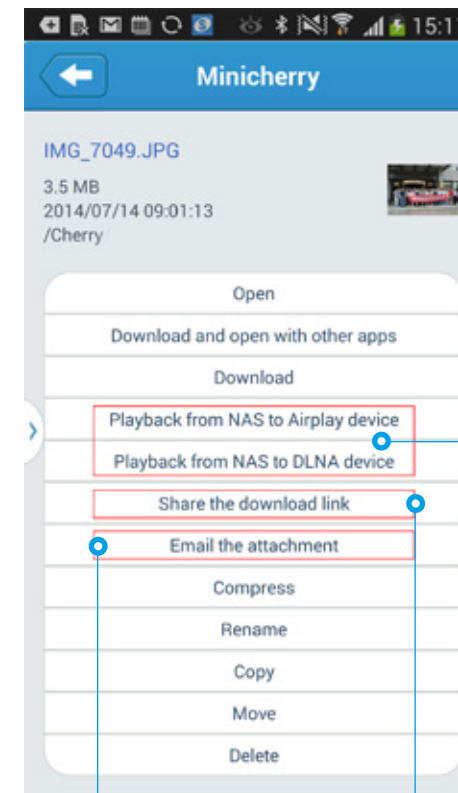 15:1
Minicherry
IMG_7049.JPG
3.5 MB
2014/07/14 09:01:13
/Cherry
Open
Download and open with other apps
Download
Playback from NAS to Airplay device
Playback from NAS to DLNA device
Share the download link
Email the attachment
Compress
Rename
Copy
Move
Delete